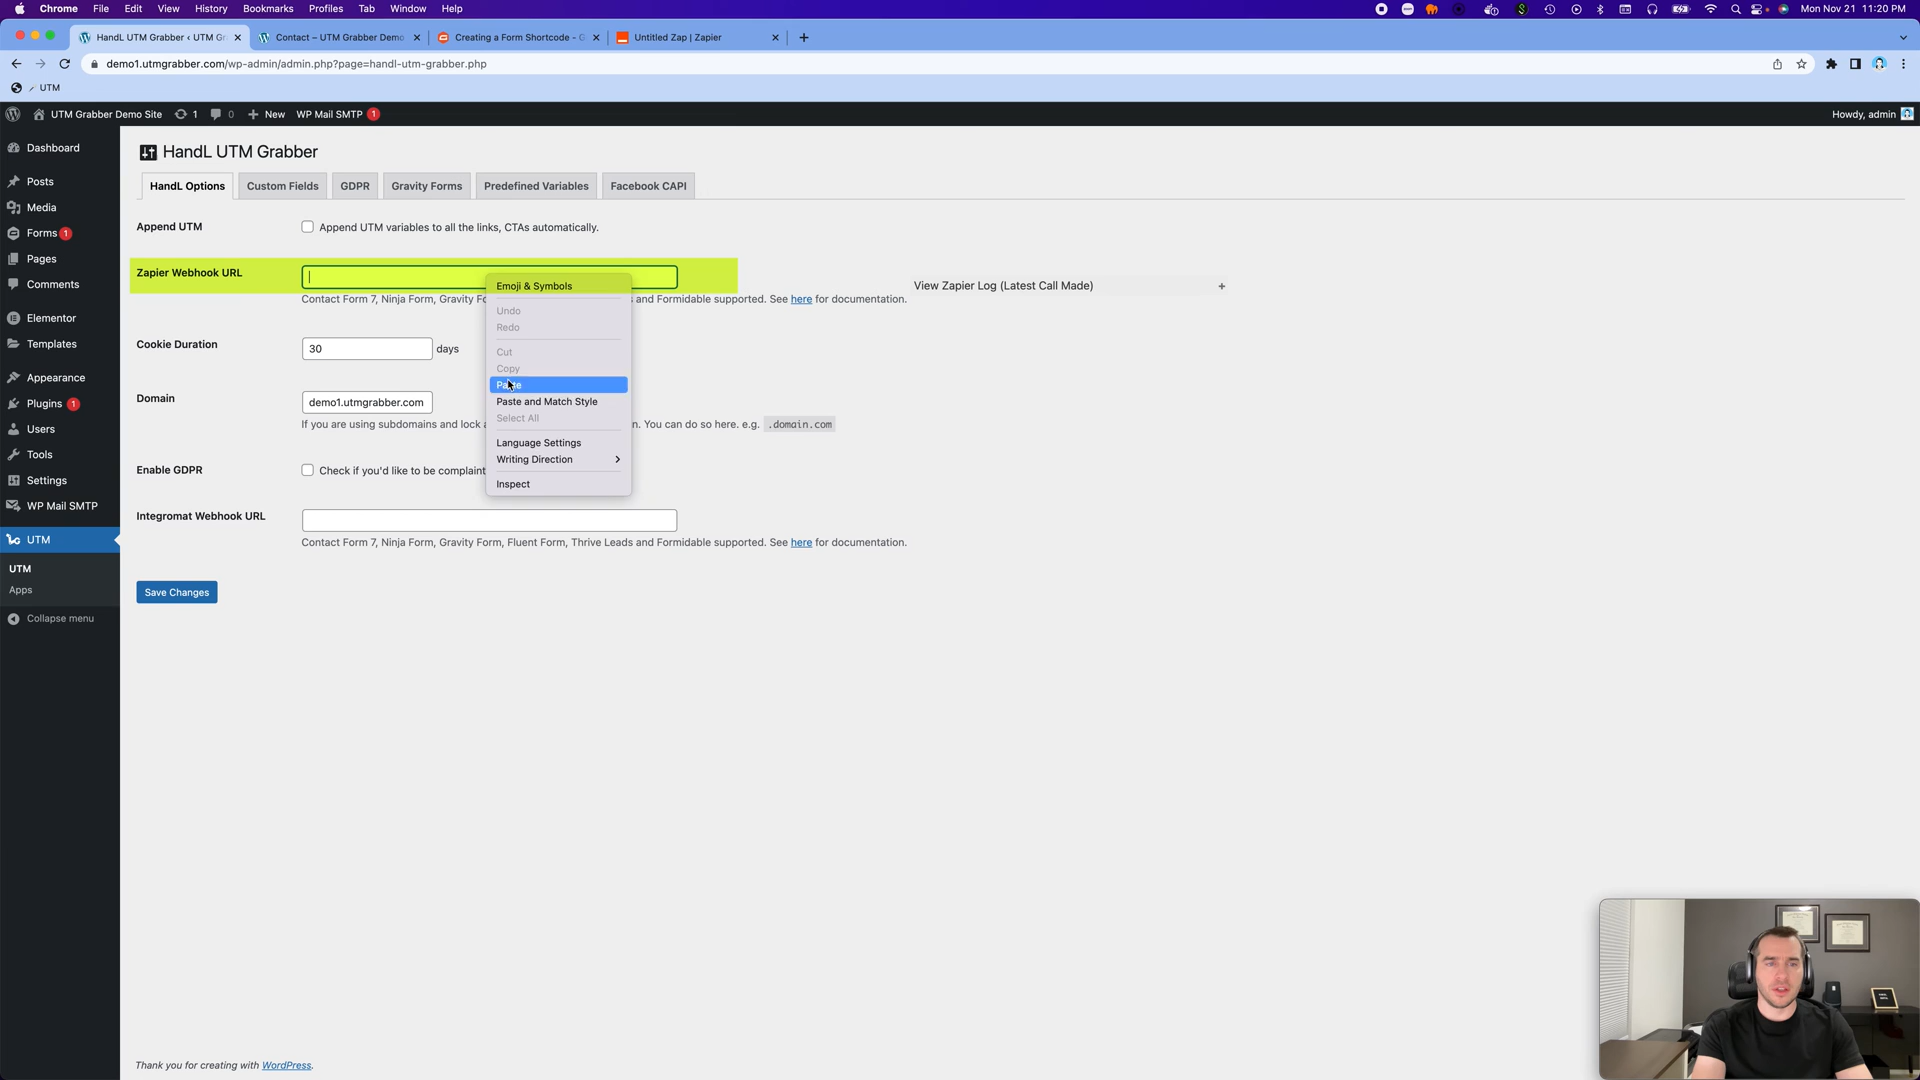 Chrome File Edit View History Bookmarks Profiles Tab Window Help Mon Nov 21 11:20 PM
HandL UTM Grabber ‹ UTM Gr Contact – UTM Grabber Demo Creating a Form Shortcode - G Untitled Zap | Zapier
demo1.utmgrabber.com/wp-admin/admin.php?page=handl-utm-grabber.php
UTM
UTM Grabber Demo Site 1 0 New WP Mail SMTP 1 Howdy, admin
Dashboard
Posts
Media
Forms 1
Pages
Comments
Elementor
Templates
Appearance
Plugins 1
Users
Tools
Settings
WP Mail SMTP
UTM
UTM
Apps
Collapse menu
HandL UTM Grabber
HandL Options Custom Fields GDPR Gravity Forms Predefined Variables Facebook CAPI
Append UTM Append UTM variables to all the links, CTAs automatically.
Zapier Webhook URL
Contact Form 7, Ninja Form, Gravity Fo and Formidable supported. See here for documentation.
View Zapier Log (Latest Call Made) +
Cookie Duration 30 days
Domain demo1.utmgrabber.com
If you are using subdomains and lock n. You can do so here. e.g. .domain.com
Enable GDPR Check if you'd like to be complaint
Integromat Webhook URL
Contact Form 7, Ninja Form, Gravity Form, Fluent Form, Thrive Leads and Formidable supported. See here for documentation.
Save Changes
Emoji & Symbols
Undo
Redo
Cut
Copy
Paste
Paste and Match Style
Select All
Language Settings
Writing Direction
Inspect
Thank you for creating with WordPress.